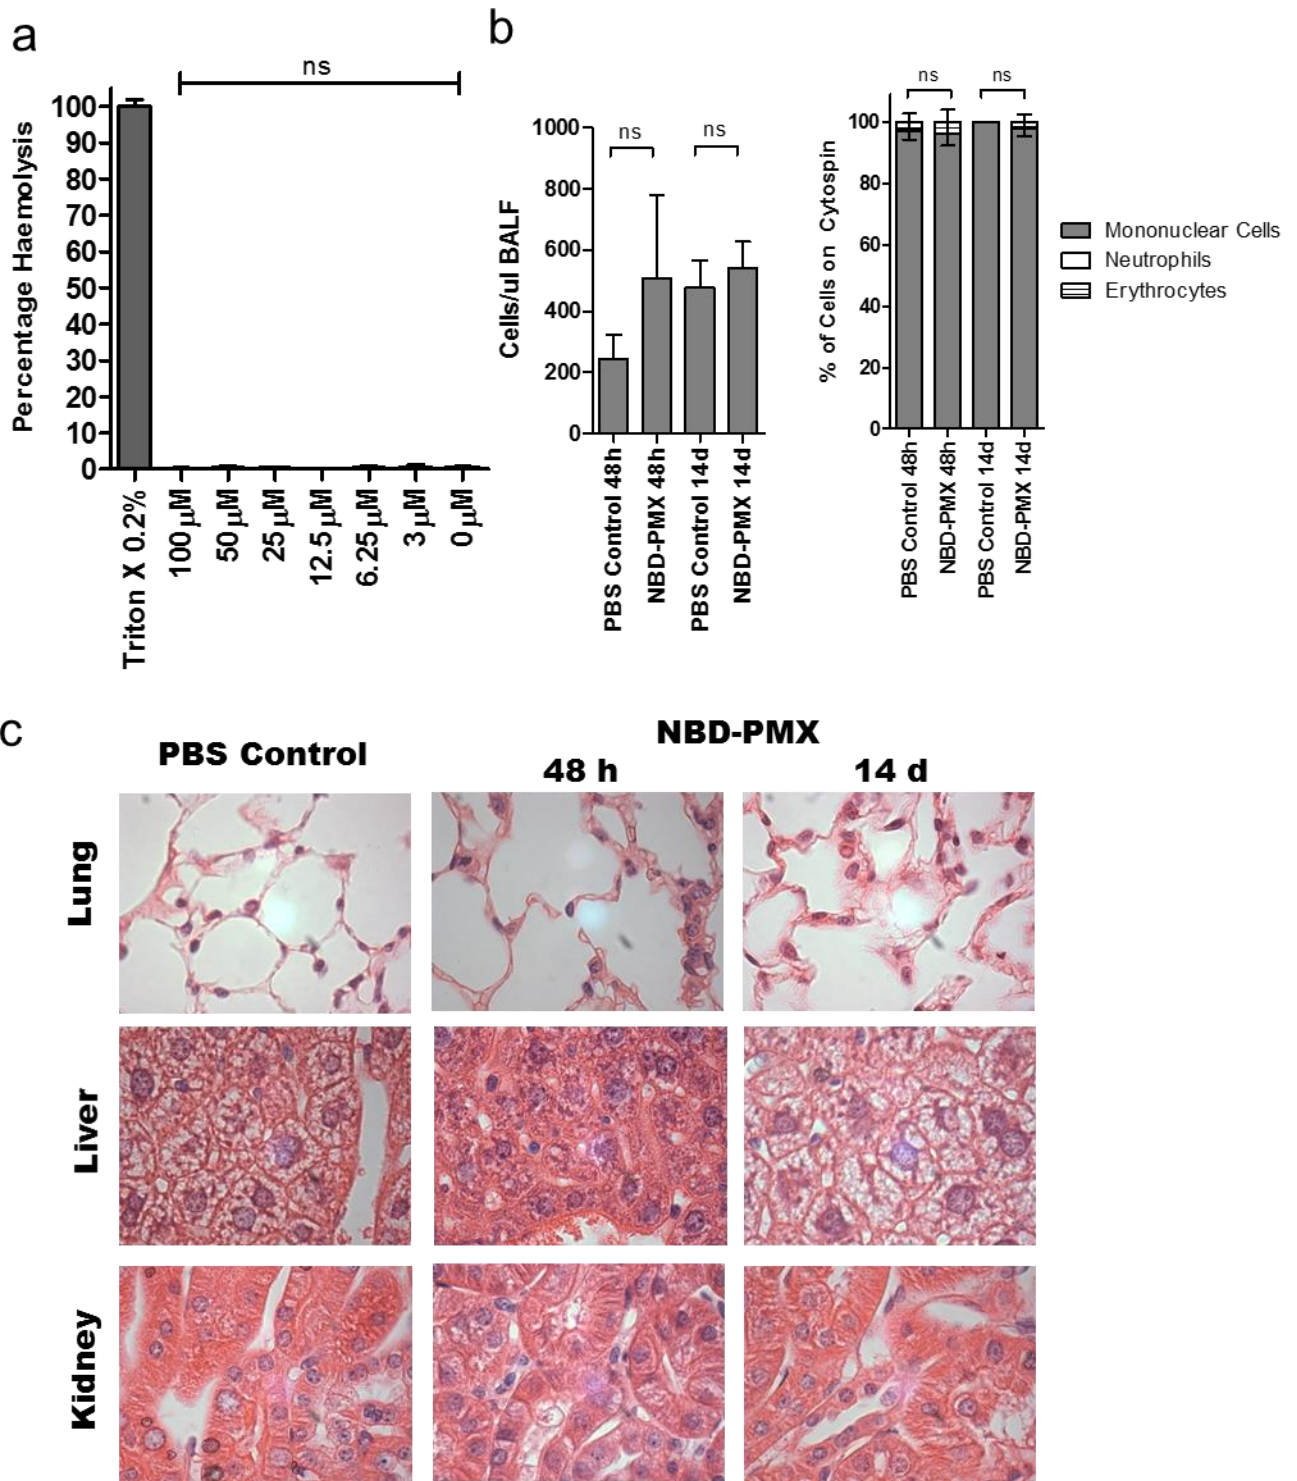 a
ns
Percentage Haemolysis
100
90
80
70
60
50
40
30
20
10
0
Triton X 0.2%
100μM
50μM
25μM
12.5μM
6.25μM
3μM
0μM
b
ns
ns
Cells/ul BALF
1000
800
600
400
200
0
PBS Control 48h
NBD-PMX 48h
PBS Control 14d
NBD-PMX 14d
ns
ns
% of Cells on Cytospin
100
80
60
40
20
0
PBS Control 48h
NBD-PMX 48h
PBS Control 14d
NBD-PMX 14d
Mononuclear Cells
Neutrophils
Erythrocytes
c
PBS Control
NBD-PMX
48 h
14 d
Lung
Liver
Kidney